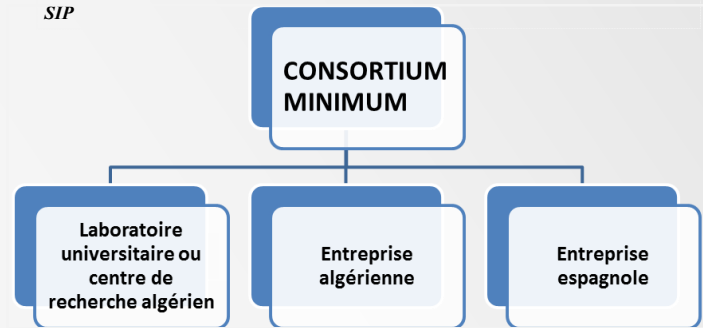 SIP
CONSORTIUM
MINIMUM
Laboratoire
universitaire ou
centre de
recherche algérien
Entreprise
algérienne
Entreprise
espagnole